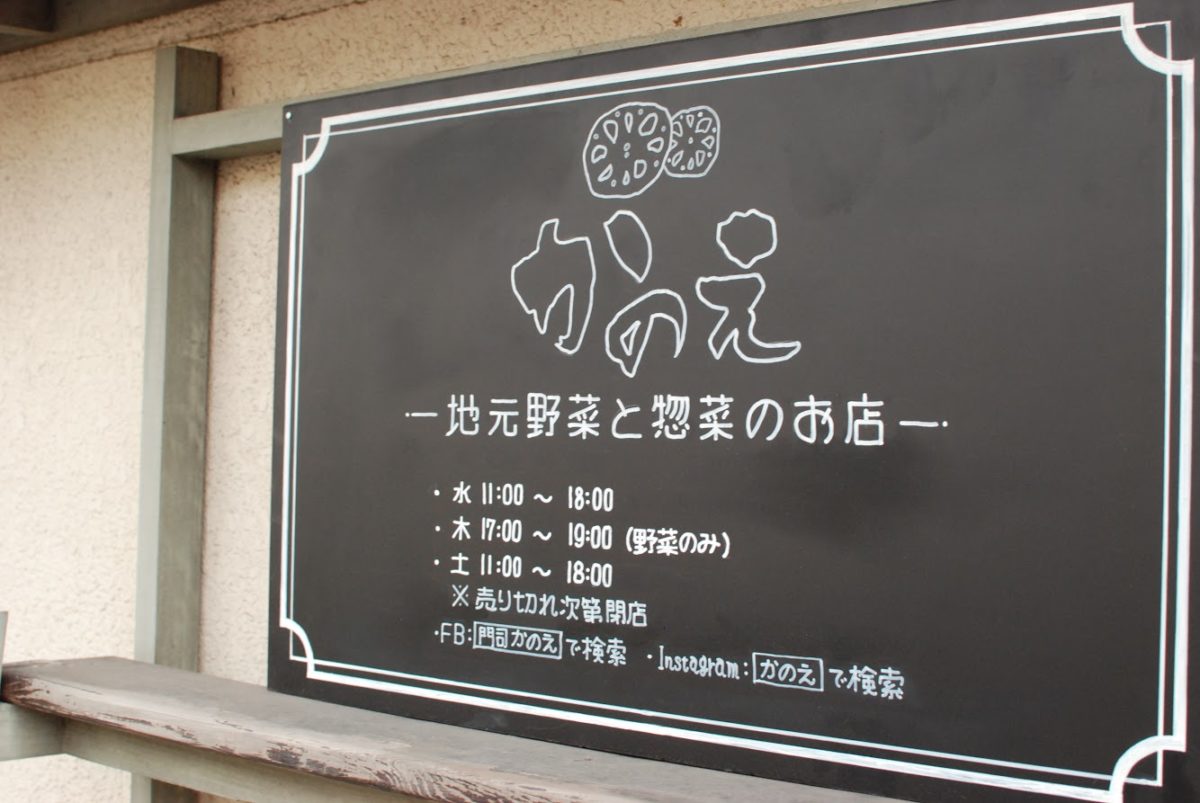 かのえ
—地元野菜と惣菜のお店—
・水 11:00 ～ 18:00
・木 17:00 ～ 19:00 (野菜のみ)
・土 11:00 ～ 18:00
※売り切れ次第閉店
・FB: 門司かのえ で検索 ・Instagram: かのえ で検索